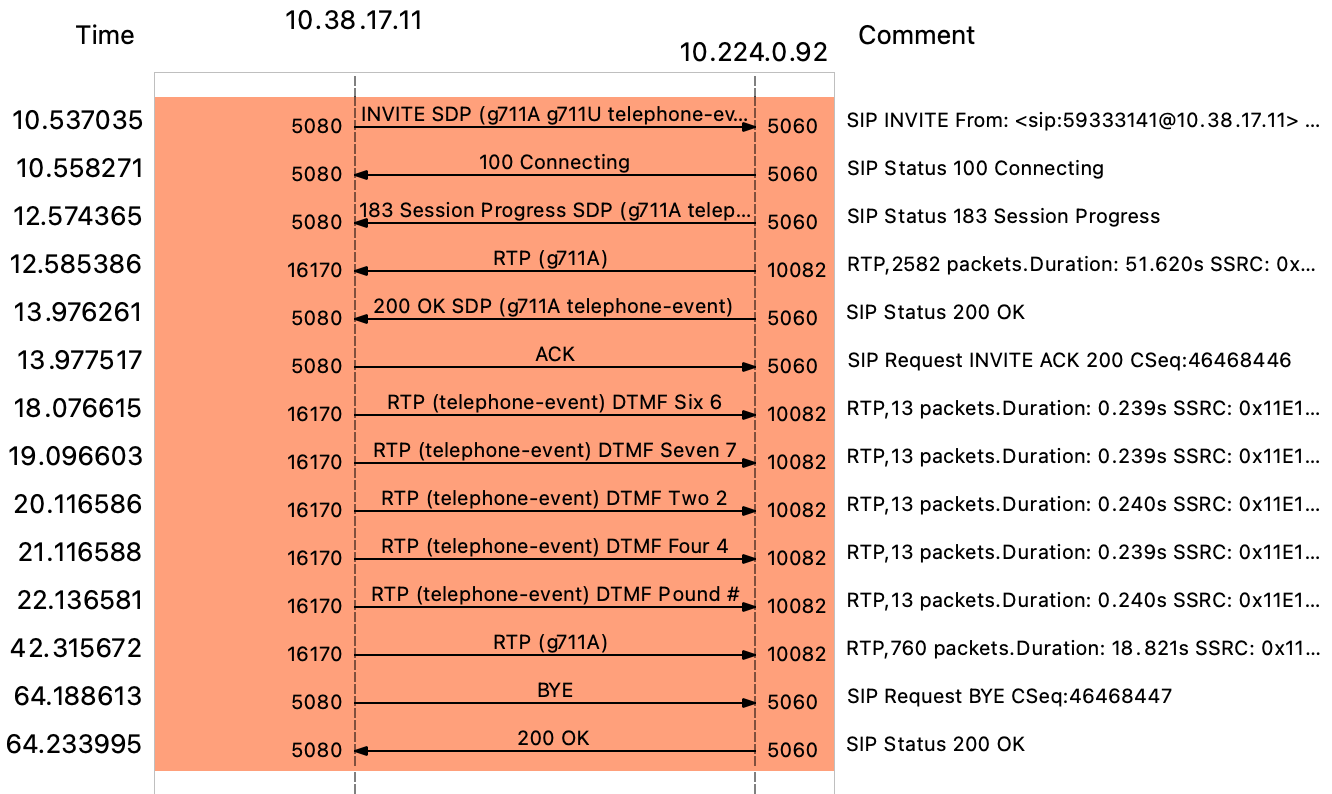 Time 10.38.17.11 10.224.0.92 Comment
10.537035 5080 INVITE SDP (g711A g711U telephone-ev... 5060 SIP INVITE From: <sip:59333141@10.38.17.11> ...
10.558271 5080 100 Connecting 5060 SIP Status 100 Connecting
12.574365 5080 183 Session Progress SDP (g711A telep... 5060 SIP Status 183 Session Progress
12.585386 16170 RTP (g711A) 10082 RTP,2582 packets.Duration: 51.620s SSRC: 0x...
13.976261 5080 200 OK SDP (g711A telephone-event) 5060 SIP Status 200 OK
13.977517 5080 ACK 5060 SIP Request INVITE ACK 200 CSeq:46468446
18.076615 16170 RTP (telephone-event) DTMF Six 6 10082 RTP,13 packets.Duration: 0.239s SSRC: 0x11E1...
19.096603 16170 RTP (telephone-event) DTMF Seven 7 10082 RTP,13 packets.Duration: 0.239s SSRC: 0x11E1...
20.116586 16170 RTP (telephone-event) DTMF Two 2 10082 RTP,13 packets.Duration: 0.240s SSRC: 0x11E1...
21.116588 16170 RTP (telephone-event) DTMF Four 4 10082 RTP,13 packets.Duration: 0.239s SSRC: 0x11E1...
22.136581 16170 RTP (telephone-event) DTMF Pound # 10082 RTP,13 packets.Duration: 0.240s SSRC: 0x11E1...
42.315672 16170 RTP (g711A) 10082 RTP,760 packets.Duration: 18.821s SSRC: 0x11...
64.188613 5080 BYE 5060 SIP Request BYE CSeq:46468447
64.233995 5080 200 OK 5060 SIP Status 200 OK